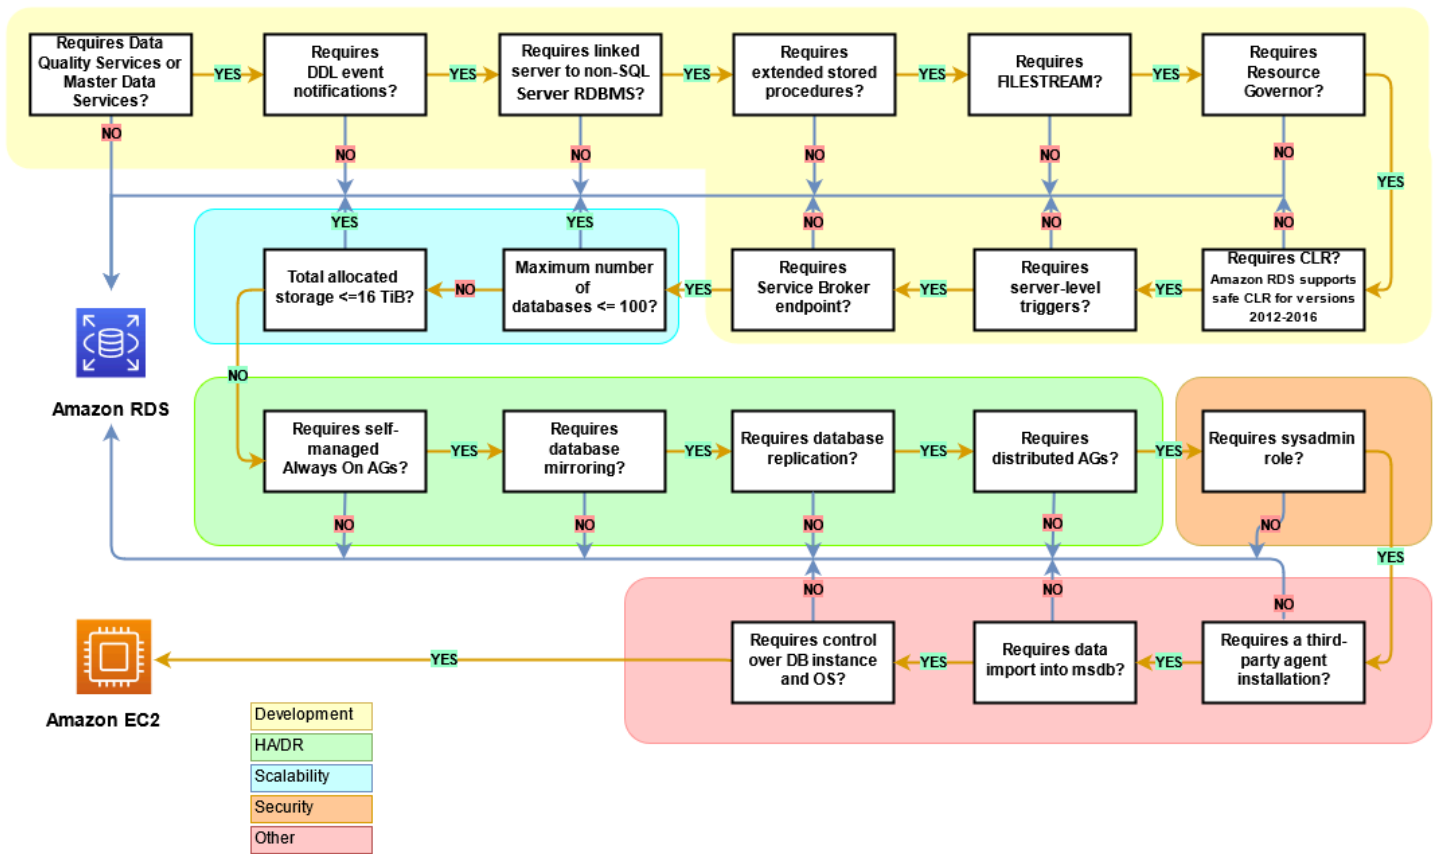 Requires Data
Quality Services or
Master Data
Services?
YES
Requires
DDL event
notifications?
YES
Requires linked
server to non-SQL
Server RDBMS?
YES
Requires
extended stored
procedures?
YES
Requires
FILESTREAM?
YES
Requires
Resource
Governor?
NO
NO
NO
NO
NO
NO
YES
YES
YES
NO
NO
NO
Total allocated
storage <=16 TiB?
NO
Maximum number
of
databases <= 100?
YES
Requires
Service Broker
endpoint?
YES
Requires
server-level
triggers?
YES
Requires CLR?
Amazon RDS supports
safe CLR for versions
2012-2016
NO
Amazon RDS
Requires self-
managed
Always On AGs?
YES
Requires
database
mirroring?
YES
Requires database
replication?
YES
Requires
distributed AGs?
YES
Requires sysadmin
role?
NO
NO
NO
NO
NO
YES
NO
NO
NO
Amazon EC2
YES
Requires control
over DB instance
and OS?
YES
Requires data
import into msdb?
YES
Requires a third-
party agent
installation?
Development
HA/DR
Scalability
Security
Other